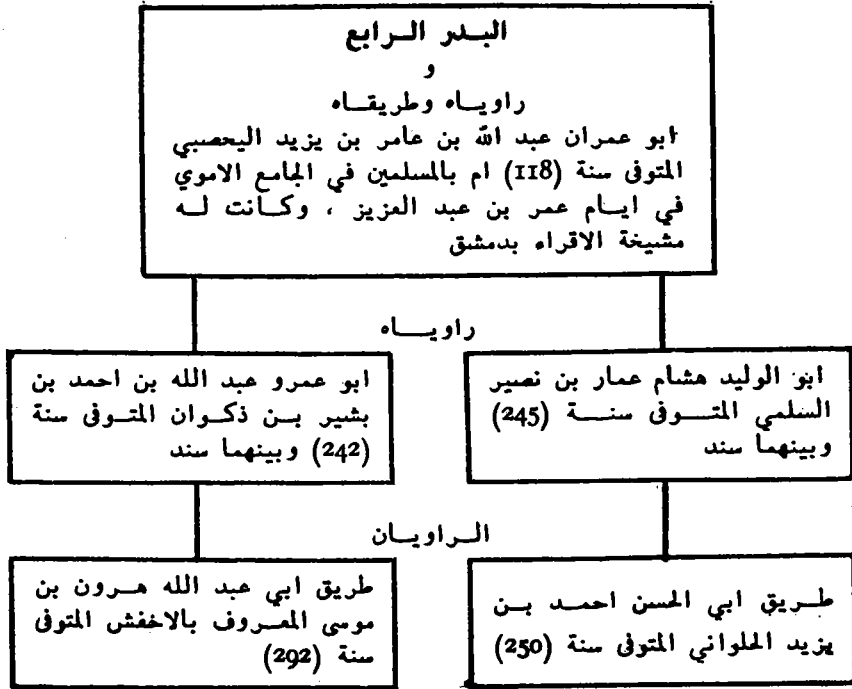 البدر الرابع
و
راوياه وطريقاه
ابو عمران عبد الله بن عامر بن يزيد اليحصبي
المتوفى سنة (118) ام بالمسلمين في الجامع الاموي
في ايام عمر بن عبد العزيز ، وكانت له
مشيخة الاقراء بدمشق
راوياه
ابو الوليد هشام عمار بن نصير
السلمي المتوفى سنة (245)
وبينهما سند
ابو عمرو عبد الله بن احمد بن
بشير بن ذكوان المتوفى سنة
(242) وبينهما سند
الراويان
طريق ابي الحسن احمد بن
يزيد الحلواني المتوفى سنة (250)
طريق ابي عبد الله هرون بن
موسى المعروف بالاخفش المتوفى
سنة (292)